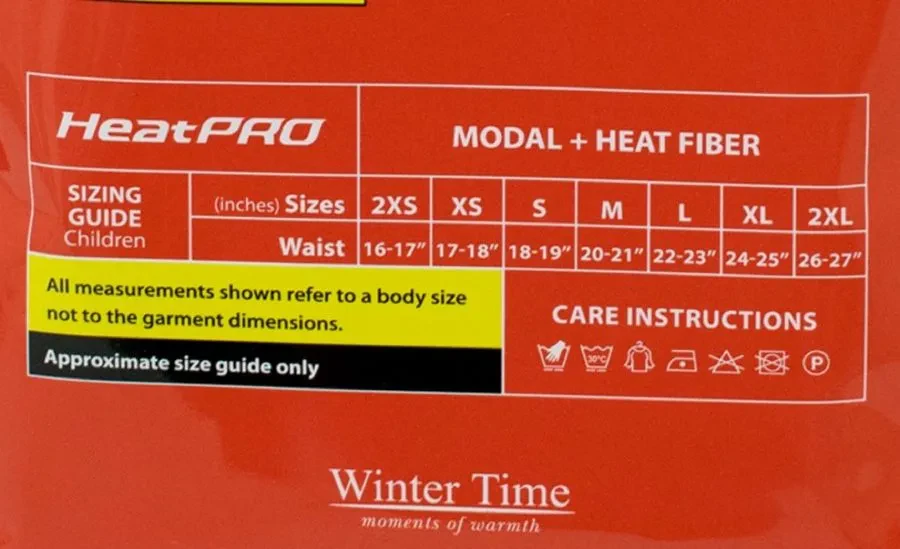 HeatPRO
MODAL + HEAT FIBER
SIZING
GUIDE
Children
(inches) Sizes 2XS XS S M L XL 2XL
Waist 16-17” 17-18” 18-19” 20-21” 22-23” 24-25” 26-27”
All measurements shown refer to a body size
not to the garment dimensions.
Approximate size guide only
CARE INSTRUCTIONS
30°C
P
Winter Time
moments of warmth